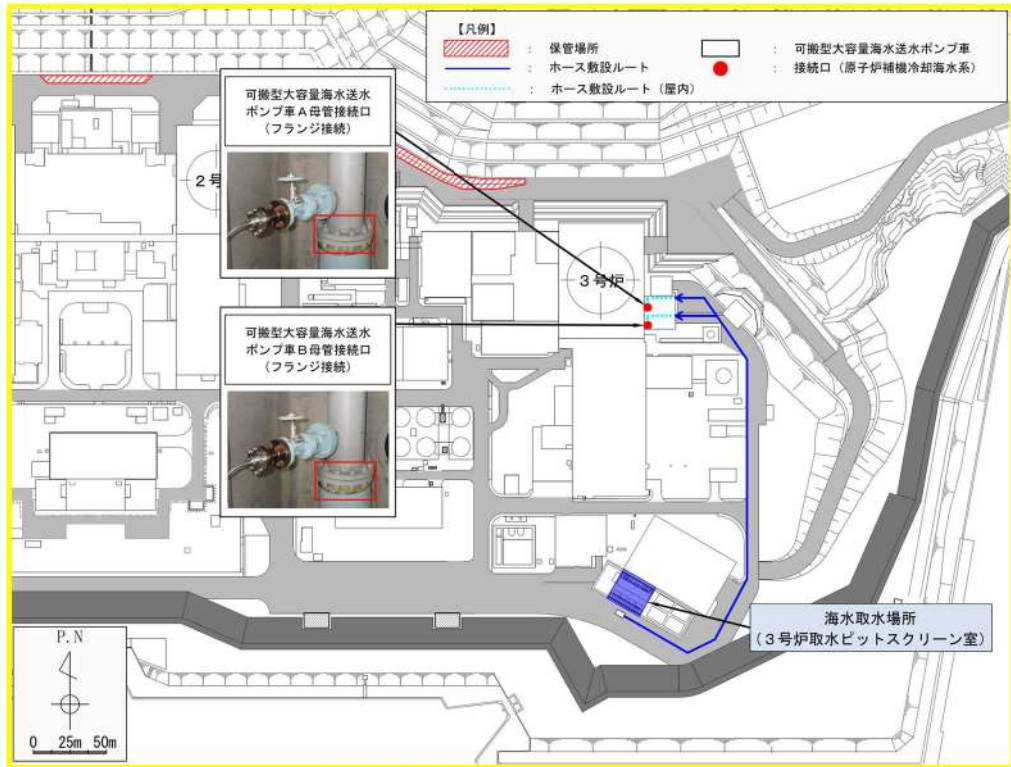 【凡例】
： 保管場所
： ホース敷設ルート
： ホース敷設ルート（屋内）
： 可搬型大容量海水送水ポンプ車
： 接続口（原子炉補機冷却海水系）
可搬型大容量海水送水
ポンプ車Ａ母管接続口
（フランジ接続）
２号
３号炉
可搬型大容量海水送水
ポンプ車Ｂ母管接続口
（フランジ接続）
海水取水場所
（３号炉取水ピットスクリーン室）
P.N
0 25m 50m